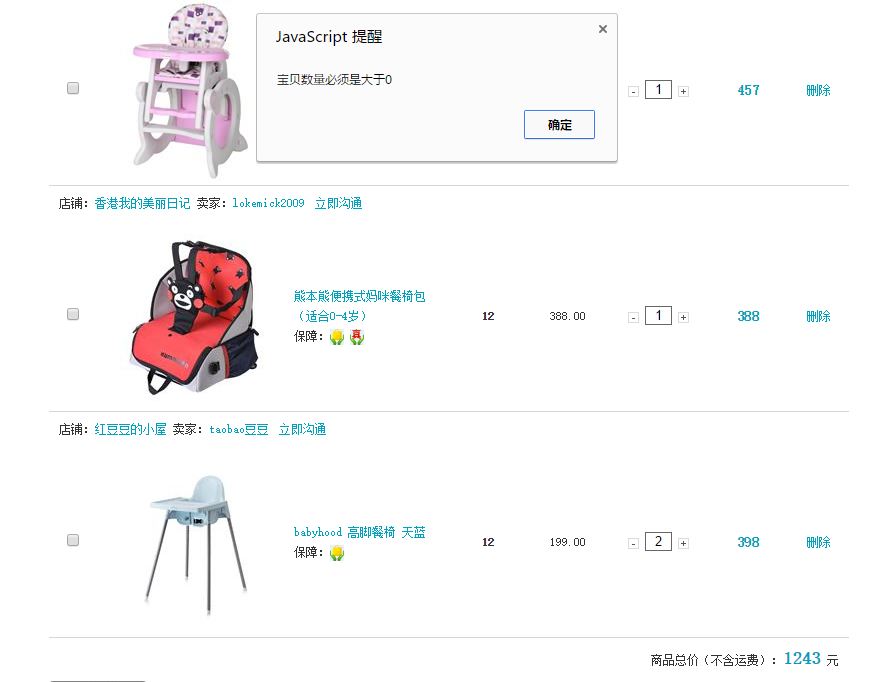 JavaScript 提醒
×
宝贝数量必须是大于0
确定
- 1 + 457 删除
店铺：香港我的美丽日记 卖家：lokemick2009 立即沟通
熊本熊便携式妈咪餐椅包
（适合0-4岁）
保障： 真
12 388.00 - 1 + 388 删除
店铺：红豆豆的小屋 卖家：taobao豆豆 立即沟通
babyhood 高脚餐椅 天蓝
保障：
12 199.00 - 2 + 398 删除
商品总价（不含运费）：1243 元